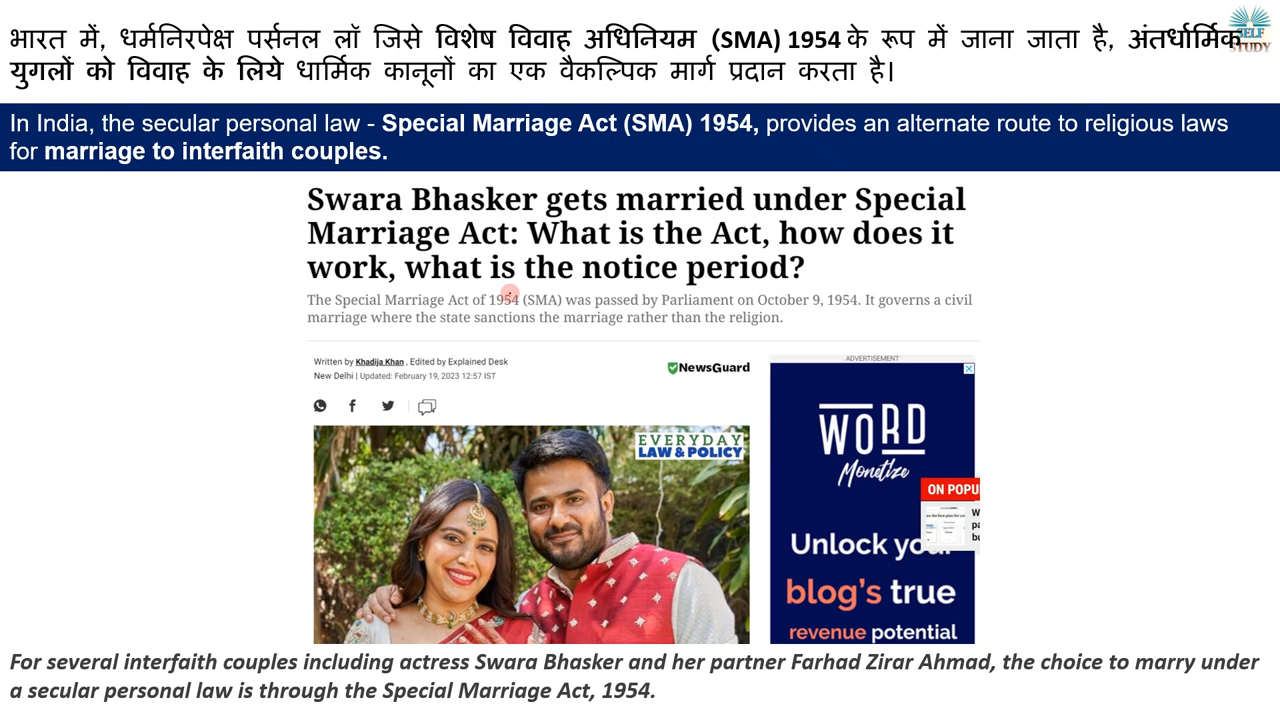 भारत में, धर्मनिरपेक्ष पर्सनल लॉ जिसे विशेष विवाह अधिनियम (SMA) 1954 के रूप में जाना जाता है, अंतर्धार्मिक
युगलों को विवाह के लिये धार्मिक कानूनों का एक वैकल्पिक मार्ग प्रदान करता है।
SELF
STUDY
In India, the secular personal law - Special Marriage Act (SMA) 1954, provides an alternate route to religious laws
for marriage to interfaith couples.
Swara Bhasker gets married under Special
Marriage Act: What is the Act, how does it
work, what is the notice period?
The Special Marriage Act of 1954 (SMA) was passed by Parliament on October 9, 1954. It governs a civil
marriage where the state sanctions the marriage rather than the religion.
Written by Khadija Khan , Edited by Explained Desk
New Delhi | Updated: February 19, 2023 12:57 IST
NewsGuard
EVERYDAY
LAW & POLICY
ADVERTISEMENT
WORD
Monetize
ON POPU
W
pa
bu
Unlock your
blog's true
revenue potential
For several interfaith couples including actress Swara Bhasker and her partner Farhad Zirar Ahmad, the choice to marry under
a secular personal law is through the Special Marriage Act, 1954.